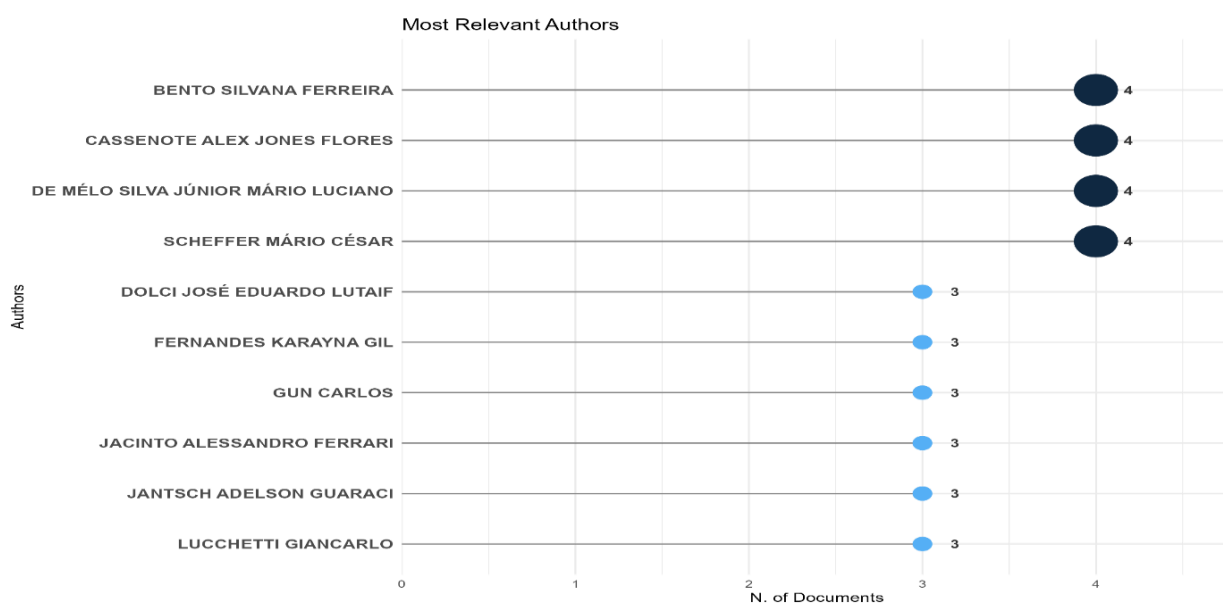 Most Relevant Authors
BENTO SILVANA FERREIRA 4
CASSENOTE ALEX JONES FLORES 4
DE MÉLO SILVA JÚNIOR MÁRIO LUCIANO 4
SCHEFFER MÁRIO CÉSAR 4
DOLCI JOSÉ EDUARDO LUTAIF 3
FERNANDES KARAYNA GIL 3
GUN CARLOS 3
JACINTO ALESSANDRO FERRARI 3
JANTSCH ADELSON GUARACI 3
LUCCHETTI GIANCARLO 3
Authors
0 1 2 3 4
N. of Documents